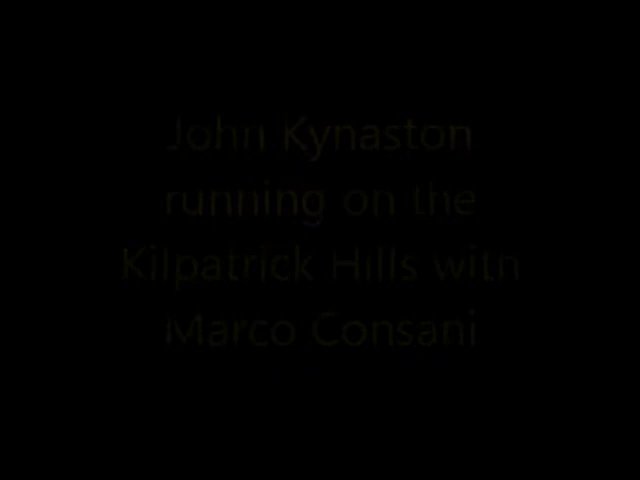 John Kynaston
running on the
Kilpatrick Hills with
Marco Consani